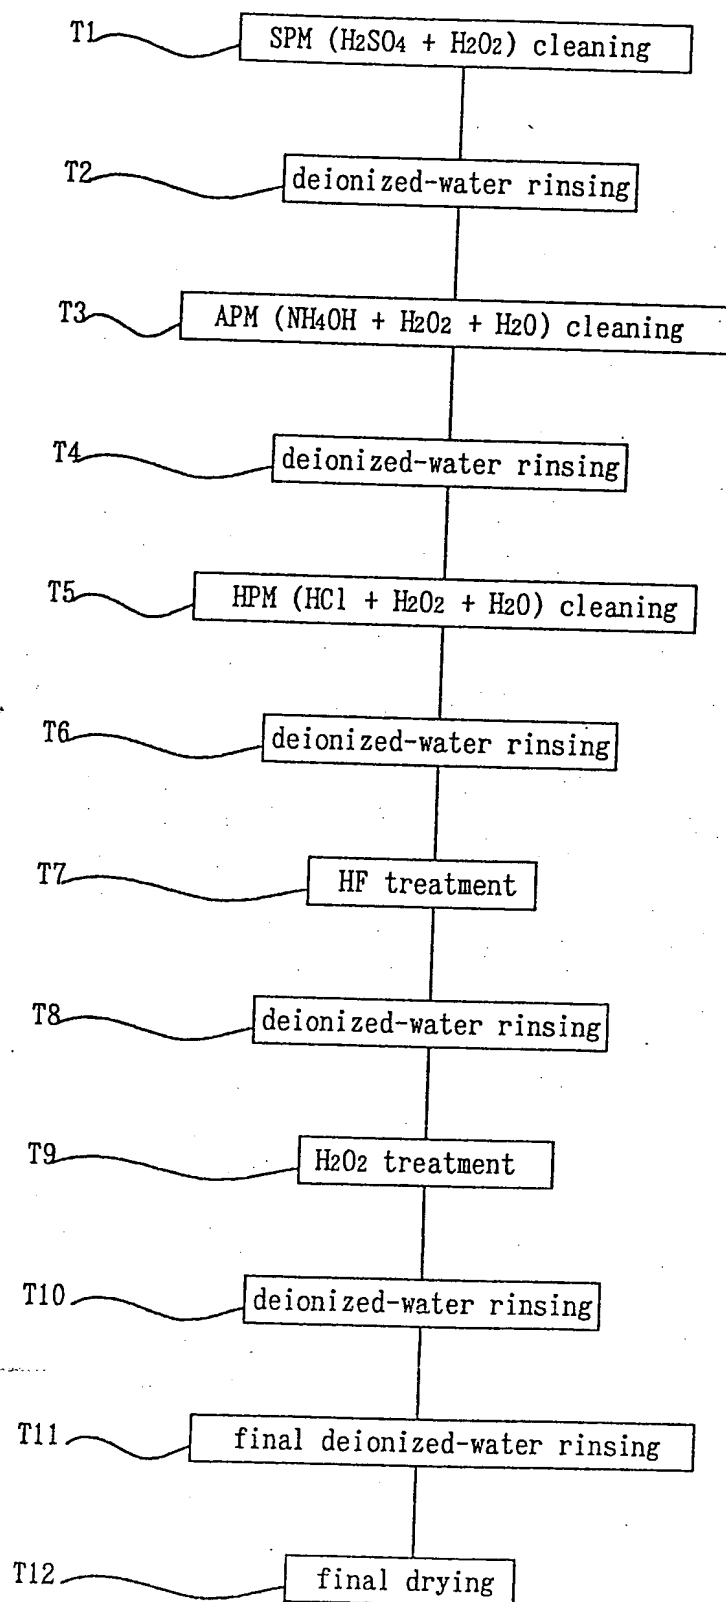 T1 SPM (H2SO4 + H2O2) cleaning
T2 deionized-water rinsing
T3 APM (NH4OH + H2O2 + H2O) cleaning
T4 deionized-water rinsing
T5 HPM (HCl + H2O2 + H2O) cleaning
T6 deionized-water rinsing
T7 HF treatment
T8 deionized-water rinsing
T9 H2O2 treatment
T10 deionized-water rinsing
T11 final deionized-water rinsing
T12 final drying